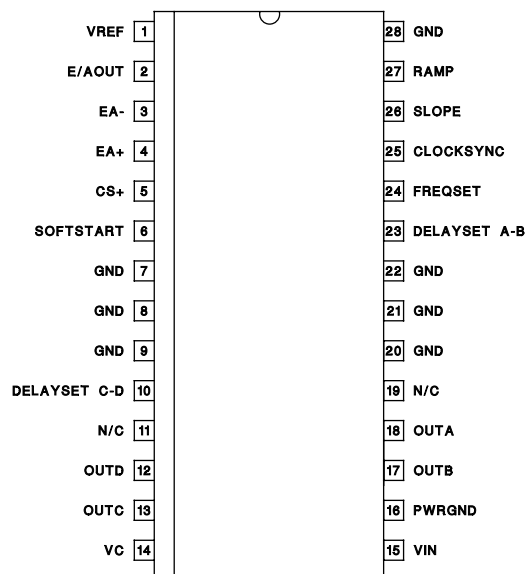 VREF 1 28 GND
E/AOUT 2 27 RAMP
EA- 3 26 SLOPE
EA+ 4 25 CLOCKSYNC
CS+ 5 24 FREQSET
SOFTSTART 6 23 DELAYSET A-B
GND 7 22 GND
GND 8 21 GND
GND 9 20 GND
DELAYSET C-D 10 19 N/C
N/C 11 18 OUTA
OUTD 12 17 OUTB
OUTC 13 16 PWRGND
VC 14 15 VIN